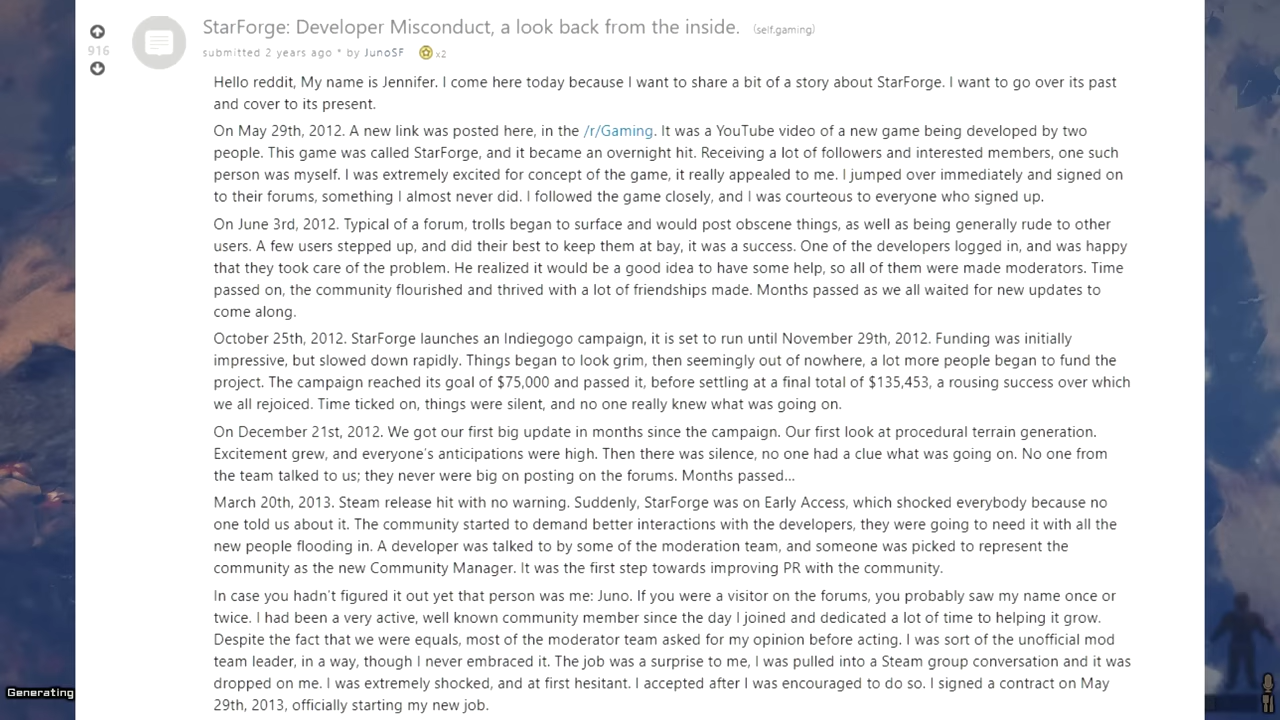 StarForge: Developer Misconduct, a look back from the inside. (self.gaming)
916
submitted 2 years ago * by JunoSF x2
Hello reddit, My name is Jennifer. I come here today because I want to share a bit of a story about StarForge. I want to go over its past
and cover to its present.
On May 29th, 2012. A new link was posted here, in the /r/Gaming. It was a YouTube video of a new game being developed by two
people. This game was called StarForge, and it became an overnight hit. Receiving a lot of followers and interested members, one such
person was myself. I was extremely excited for concept of the game, it really appealed to me. I jumped over immediately and signed on
to their forums, something I almost never did. I followed the game closely, and I was courteous to everyone who signed up.
On June 3rd, 2012. Typical of a forum, trolls began to surface and would post obscene things, as well as being generally rude to other
users. A few users stepped up, and did their best to keep them at bay, it was a success. One of the developers logged in, and was happy
that they took care of the problem. He realized it would be a good idea to have some help, so all of them were made moderators. Time
passed on, the community flourished and thrived with a lot of friendships made. Months passed as we all waited for new updates to
come along.
October 25th, 2012. StarForge launches an Indiegogo campaign, it is set to run until November 29th, 2012. Funding was initially
impressive, but slowed down rapidly. Things began to look grim, then seemingly out of nowhere, a lot more people began to fund the
project. The campaign reached its goal of $75,000 and passed it, before settling at a final total of $135,453, a rousing success over which
we all rejoiced. Time ticked on, things were silent, and no one really knew what was going on.
On December 21st, 2012. We got our first big update in months since the campaign. Our first look at procedural terrain generation.
Excitement grew, and everyone's anticipations were high. Then there was silence, no one had a clue what was going on. No one from
the team talked to us; they never were big on posting on the forums. Months passed...
March 20th, 2013. Steam release hit with no warning. Suddenly, StarForge was on Early Access, which shocked everybody because no
one told us about it. The community started to demand better interactions with the developers, they were going to need it with all the
new people flooding in. A developer was talked to by some of the moderation team, and someone was picked to represent the
community as the new Community Manager. It was the first step towards improving PR with the community.
In case you hadn't figured it out yet that person was me: Juno. If you were a visitor on the forums, you probably saw my name once or
twice. I had been a very active, well known community member since the day I joined and dedicated a lot of time to helping it grow.
Despite the fact that we were equals, most of the moderator team asked for my opinion before acting. I was sort of the unofficial mod
team leader, in a way, though I never embraced it. The job was a surprise to me, I was pulled into a Steam group conversation and it was
dropped on me. I was extremely shocked, and at first hesitant. I accepted after I was encouraged to do so. I signed a contract on May
29th, 2013, officially starting my new job.
Generating